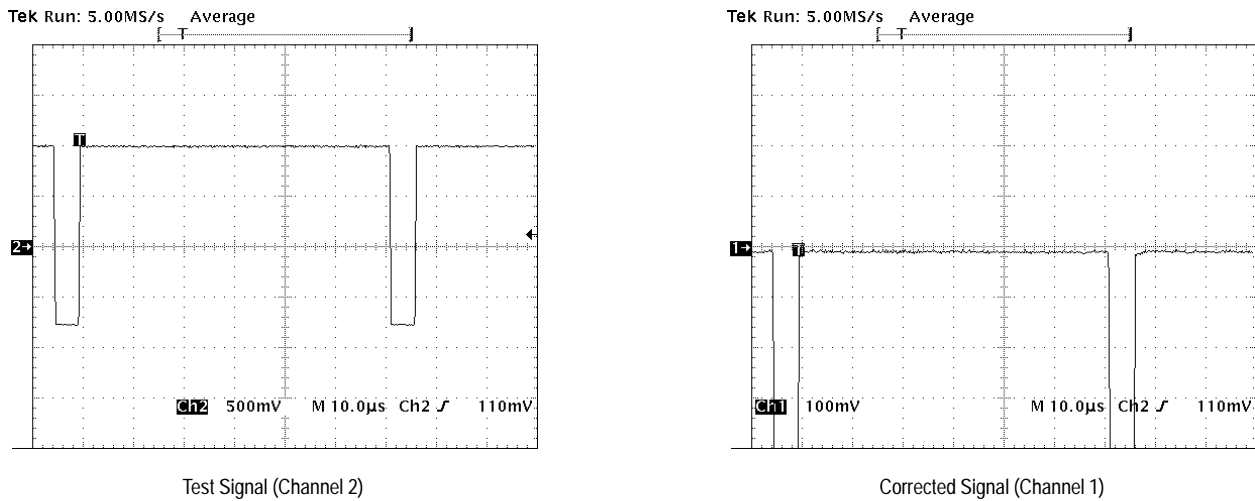 Tek Run: 5.00MS/s Average
T
T
2
Ch2 500mV M 10.0µs Ch2 110mV
Test Signal (Channel 2)
Tek Run: 5.00MS/s Average
T
1
T
Ch1 100mV M 10.0µs Ch2 110mV
Corrected Signal (Channel 1)